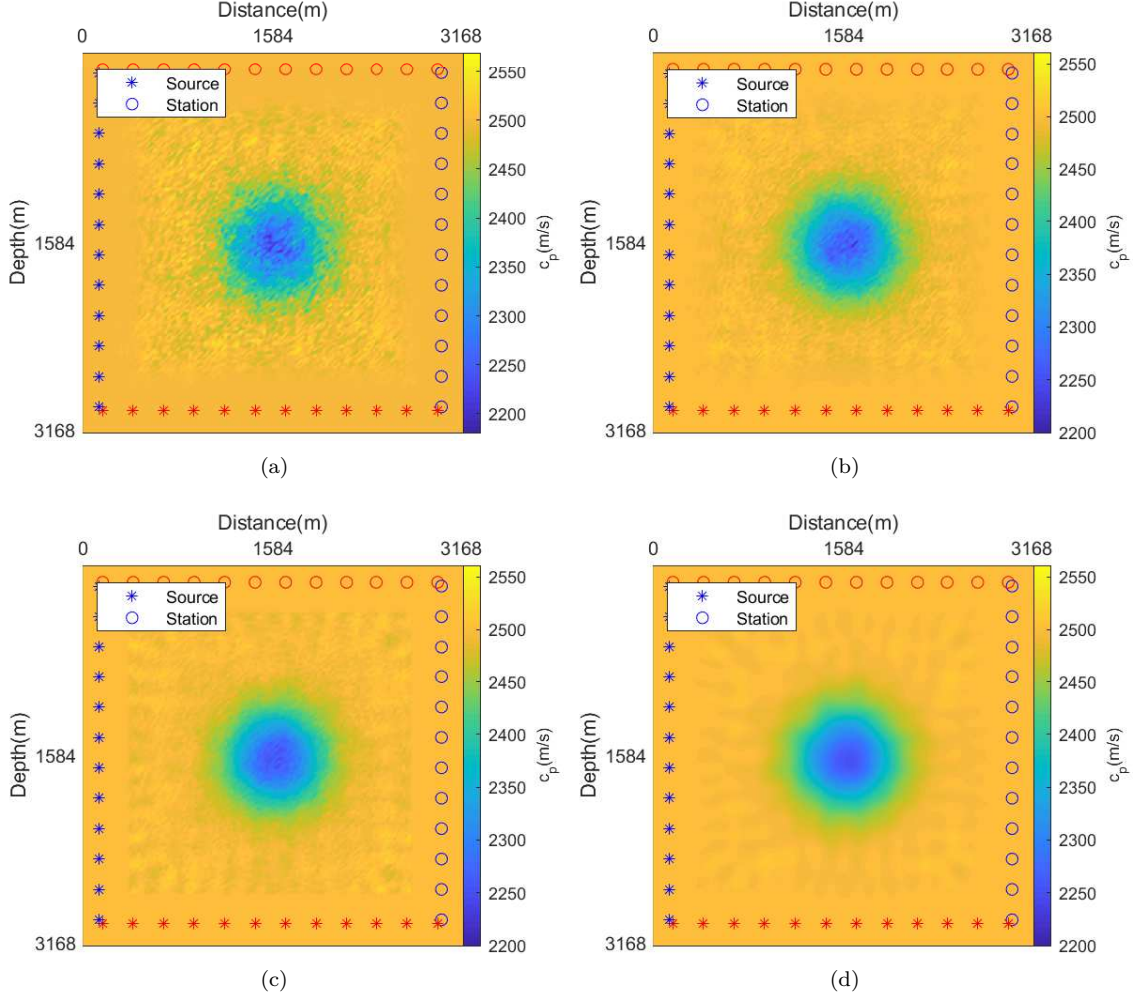 Distance(m)
0 1584 3168
Source
Station
Depth(m)
1584
3168
2550
2500
2450
2400
2350
2300
2250
2200
c_p(m/s)
(a)
Distance(m)
0 1584 3168
Source
Station
Depth(m)
1584
3168
2550
2500
2450
2400
2350
2300
2250
2200
c_p(m/s)
(b)
Distance(m)
0 1584 3168
Source
Station
Depth(m)
1584
3168
2550
2500
2450
2400
2350
2300
2250
2200
c_p(m/s)
(c)
Distance(m)
0 1584 3168
Source
Station
Depth(m)
1584
3168
2550
2500
2450
2400
2350
2300
2250
2200
c_p(m/s)
(d)